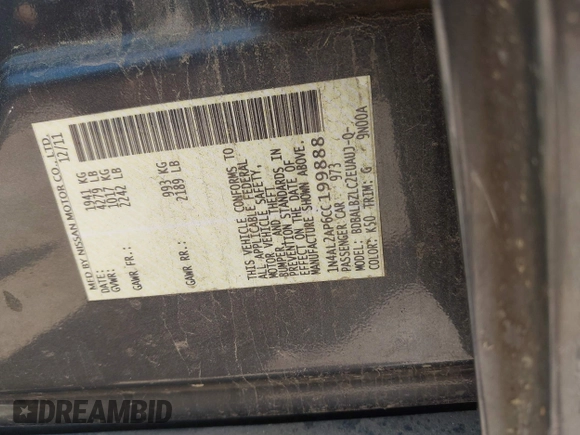 MFD BY NISSAN MOTOR CO., LTD.
DATE: 12/11
GVWR: 1941 KG
4279 LB
GAWR FR.: 1017 KG
2242 LB
GAWR RR.: 993 KG
2189 LB
THIS VEHICLE CONFORMS TO
ALL APPLICABLE FEDERAL
MOTOR VEHICLE SAFETY,
BUMPER, AND THEFT
PREVENTION STANDARDS IN
EFFECT ON THE DATE OF
MANUFACTURE SHOWN ABOVE.
1N4AL2AP6CC199888
PASSENGER CAR 973
MODEL: BDBALBZLC2EUAUJ-Q-
COLOR: K50 TRIM: G 9N00A
DREAMBID